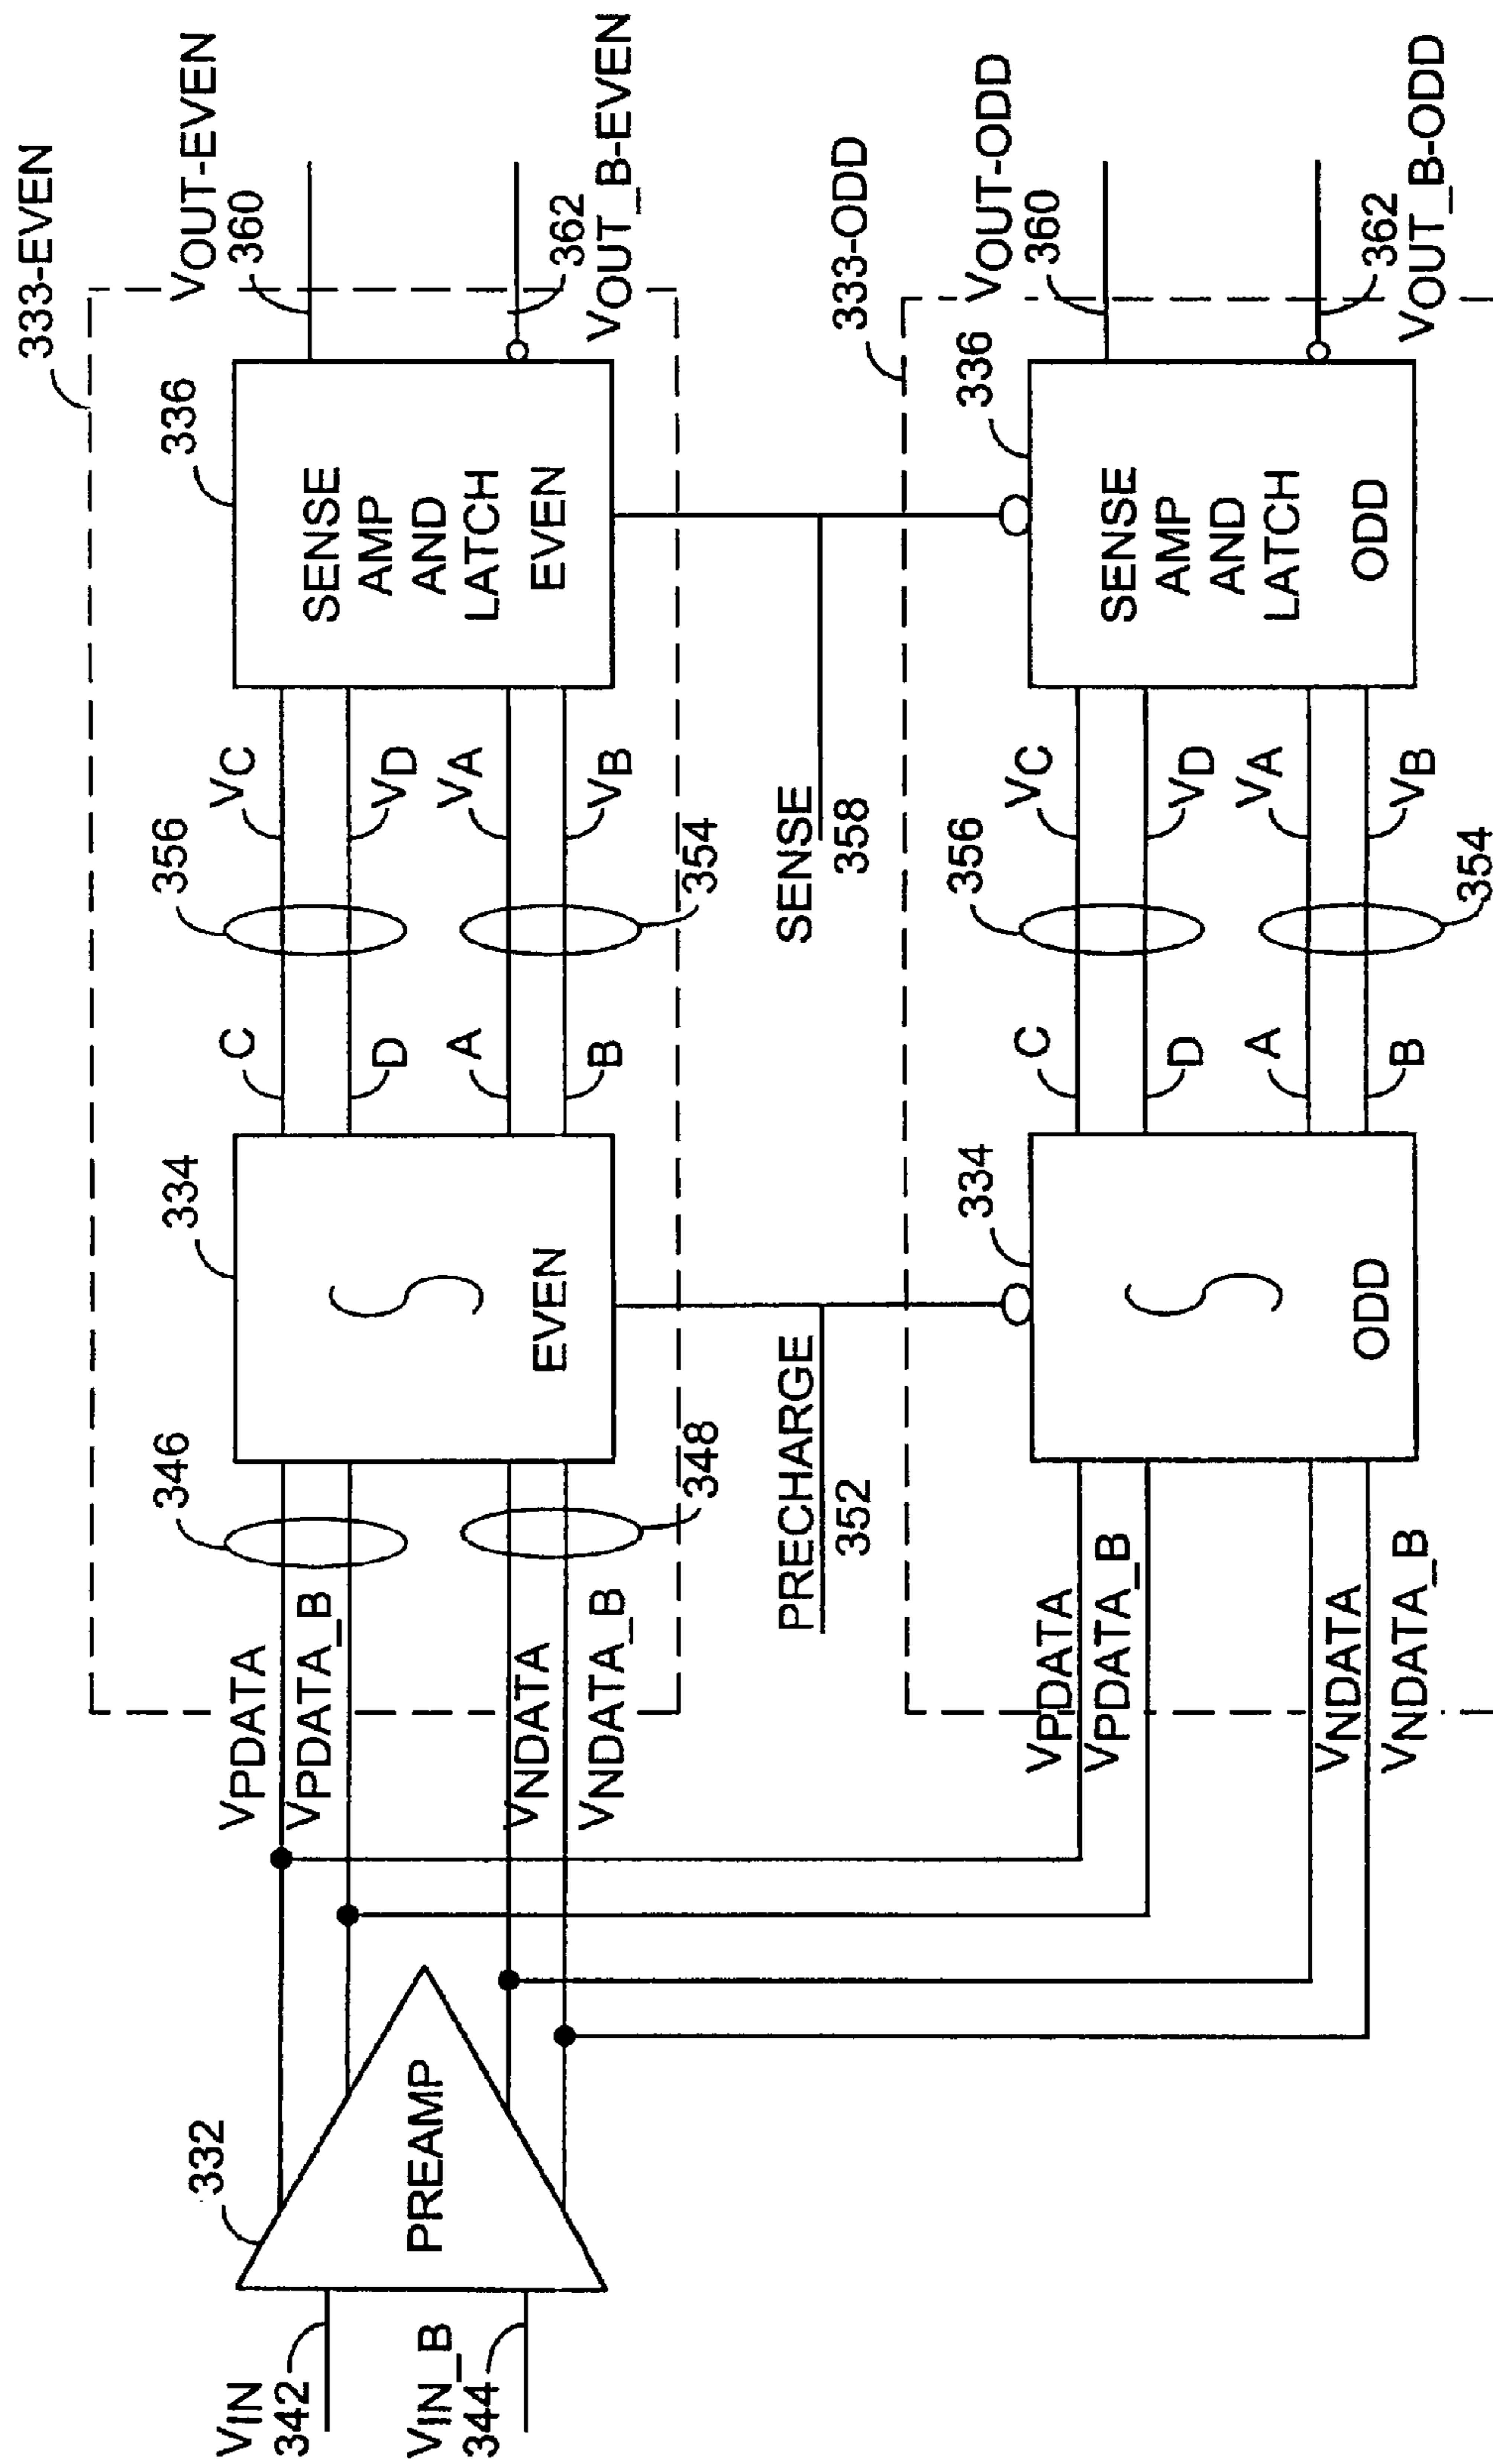 VIN
342
VIN_B
344
332
PREAMP
333-EVEN
VPDATA
VPDATA_B
VNDATA
VNDATA_B
346
348
334
EVEN
C
D
A
B
356
354
VC
VD
VA
VB
336
SENSE
AMP
AND
LATCH
EVEN
VOUT-EVEN
360
362
VOUT_B-EVEN
PRECHARGE
352
SENSE
358
333-ODD
VPDATA
VPDATA_B
VNDATA
VNDATA_B
334
ODD
C
D
A
B
356
354
VC
VD
VA
VB
336
SENSE
AMP
AND
LATCH
ODD
VOUT-ODD
360
362
VOUT_B-ODD